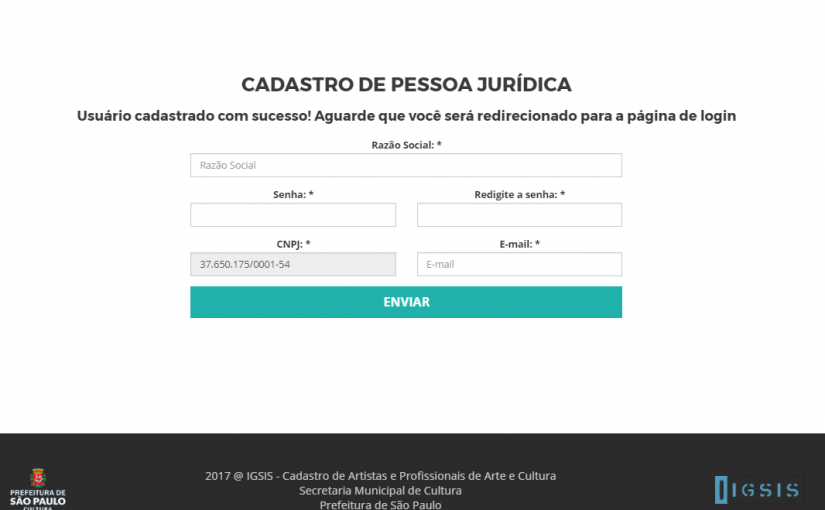 CADASTRO DE PESSOA JURÍDICA
Usuário cadastrado com sucesso! Aguarde que você será redirecionado para a página de login
Razão Social: *
Razão Social
Senha: * Redigite a senha: *
CNPJ: * E-mail: *
37.650.175/0001-54 E-mail
ENVIAR
2017 @ IGSIS - Cadastro de Artistas e Profissionais de Arte e Cultura
Secretaria Municipal de Cultura
Prefeitura de São Paulo
PREFEITURA DE
SÃO PAULO
CULTURA
IGSIS